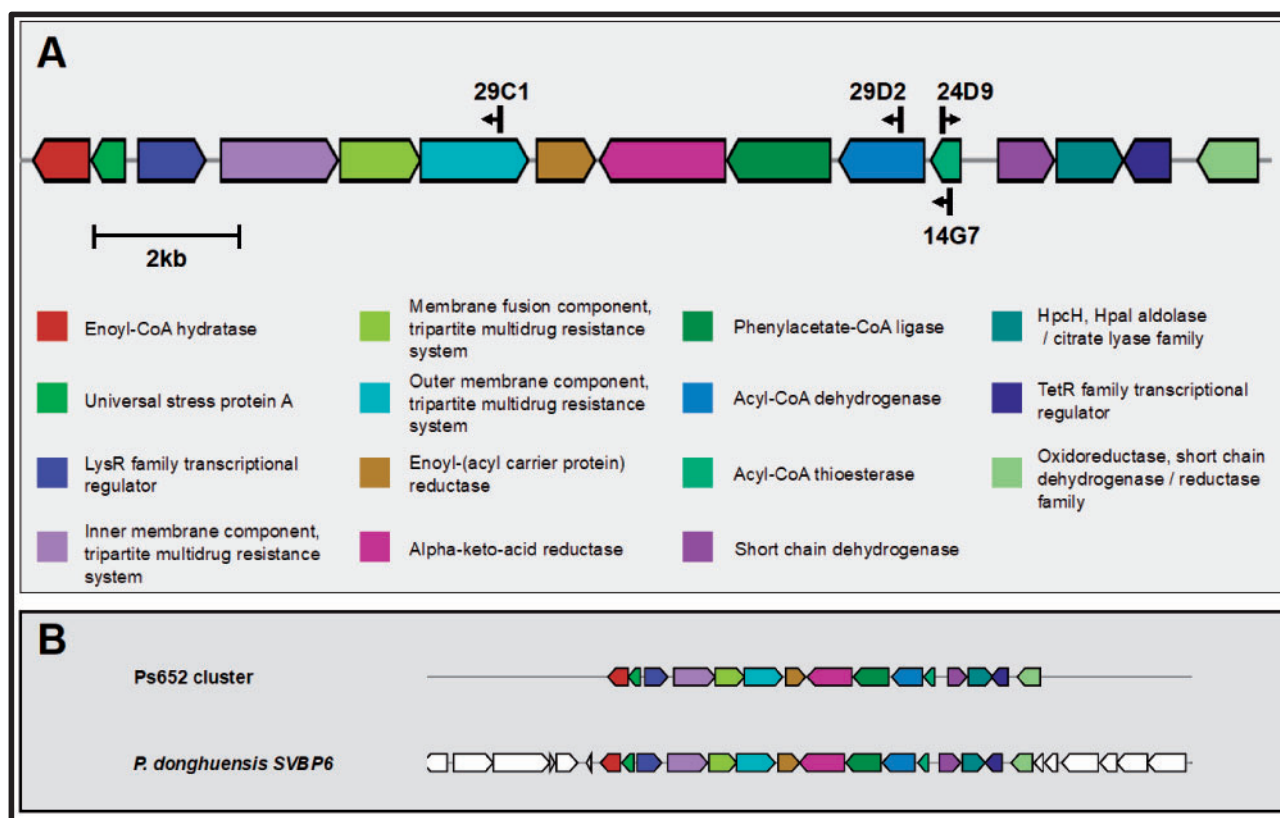 A
29C1
29D2
24D9
14G7
2kb
Enoyl-CoA hydratase
Universal stress protein A
LysR family transcriptional
regulator
Inner membrane component,
tripartite multidrug resistance
system
Membrane fusion component,
tripartite multidrug resistance
system
Outer membrane component,
tripartite multidrug resistance
system
Enoyl-(acyl carrier protein)
reductase
Alpha-keto-acid reductase
Phenylacetate-CoA ligase
Acyl-CoA dehydrogenase
Acyl-CoA thioesterase
Short chain dehydrogenase
HpcH, HpaI aldolase
/ citrate lyase family
TetR family transcriptional
regulator
Oxidoreductase, short chain
dehydrogenase / reductase
family
B
Ps652 cluster
P. donghuensis SVBP6